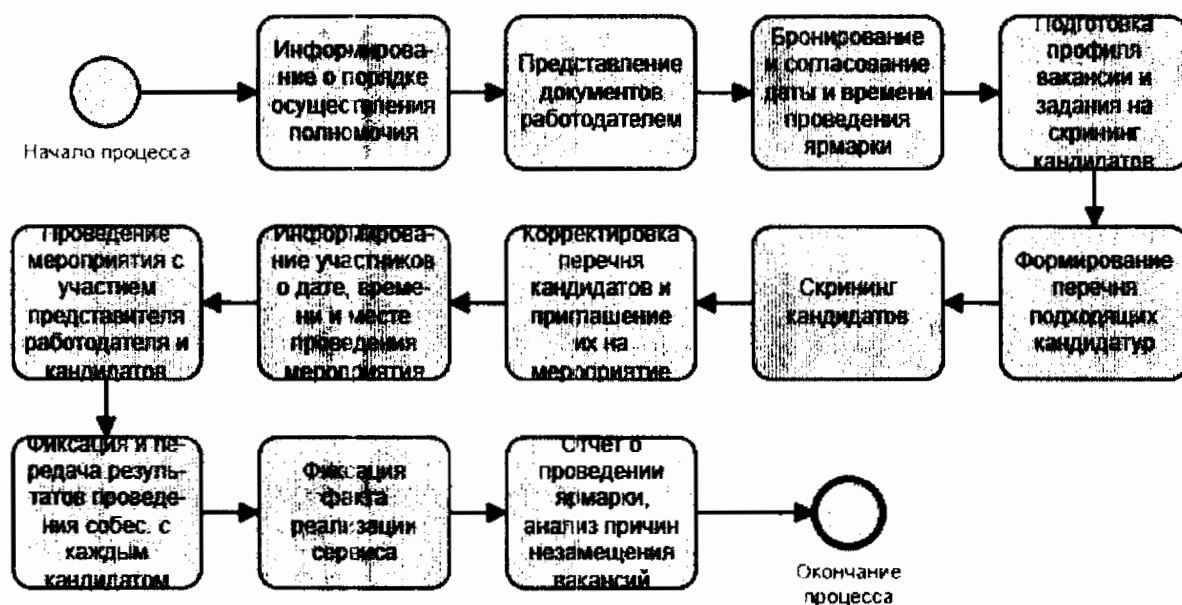 Начало процесса
Информирова-
ние о порядке
осуществления
полномочия
Представление
документов
работодателем
Бронирование
и согласование
даты и времени
проведения
ярмарки
Подготовка
профиля
вакансии и
задания на
скрининг
кандидатов
Формирование
перечня
подходящих
кандидатур
Скрининг
кандидатов
Корректировка
перечня
кандидатов и
приглашение
их на
мероприятие
Информирова-
ние участников
о дате, време-
ни и месте
проведения
мероприятия
Проведение
мероприятия с
участием
представителя
работодателя и
кандидатов
Фиксация и пе-
редача резуль-
татов проведе-
ния собес. с
каждым
кандидатом
Фиксация
факта
реализации
сервиса
Отчет о
проведении
ярмарки,
анализ причин
незамещения
вакансий
Окончание
процесса